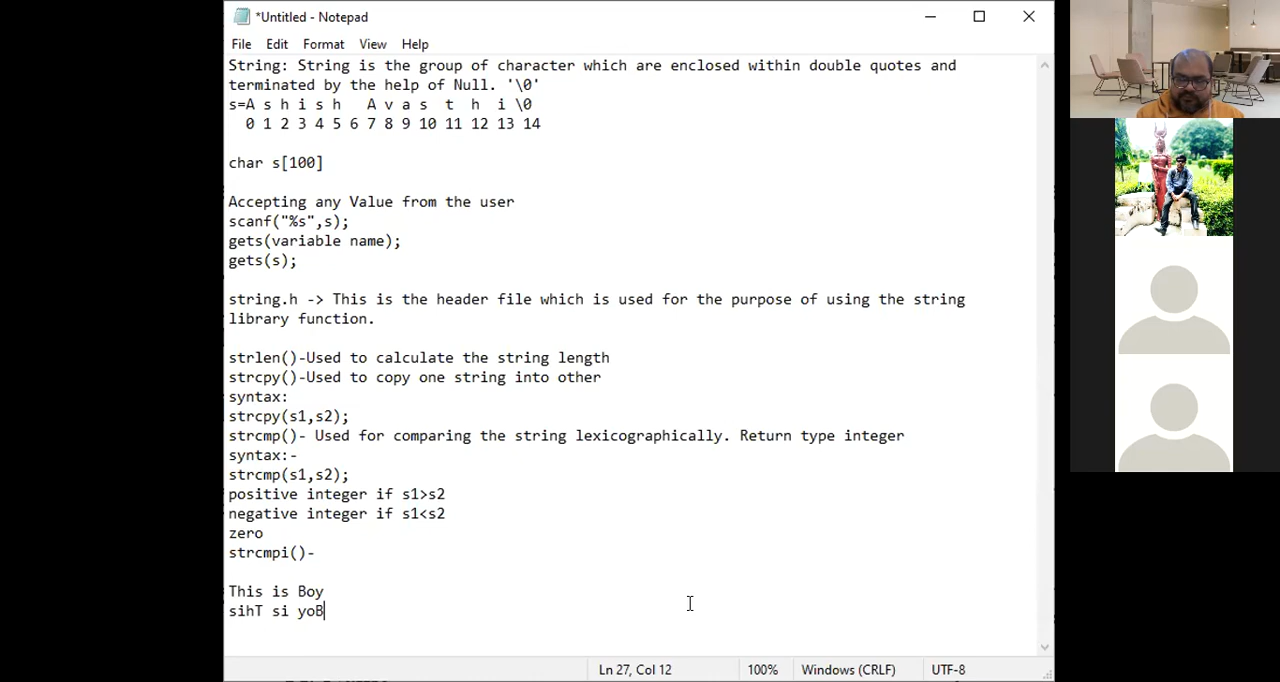 *Untitled - Notepad
File Edit Format View Help
String: String is the group of character which are enclosed within double quotes and
terminated by the help of Null. '\0'
s=A s h i s h   A v a s  t  h  i \0
  0 1 2 3 4 5 6 7 8 9 10 11 12 13 14
char s[100]
Accepting any Value from the user
scanf("%s",s);
gets(variable name);
gets(s);
string.h -> This is the header file which is used for the purpose of using the string
library function.
strlen()-Used to calculate the string length
strcpy()-Used to copy one string into other
syntax:
strcpy(s1,s2);
strcmp()- Used for comparing the string lexicographically. Return type integer
syntax:-
strcmp(s1,s2);
positive integer if s1>s2
negative integer if s1<s2
zero
strcmpi()-
This is Boy
sihT si yoB
Ln 27, Col 12 100% Windows (CRLF) UTF-8